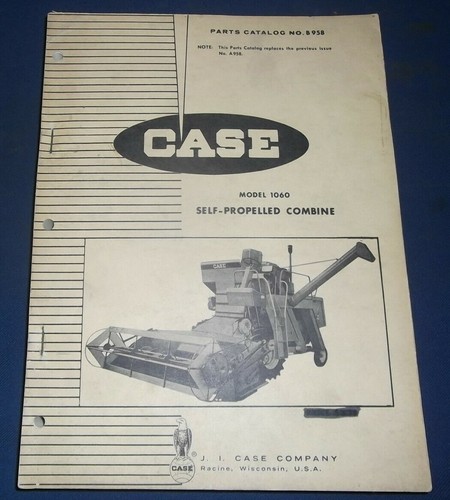 PARTS CATALOG NO. B958
NOTE: This Parts Catalog replaces the previous issue
No. A958.
CASE
MODEL 1060
SELF-PROPELLED COMBINE
CASE
CASE
J. I. CASE COMPANY
Racine, Wisconsin, U.S.A.